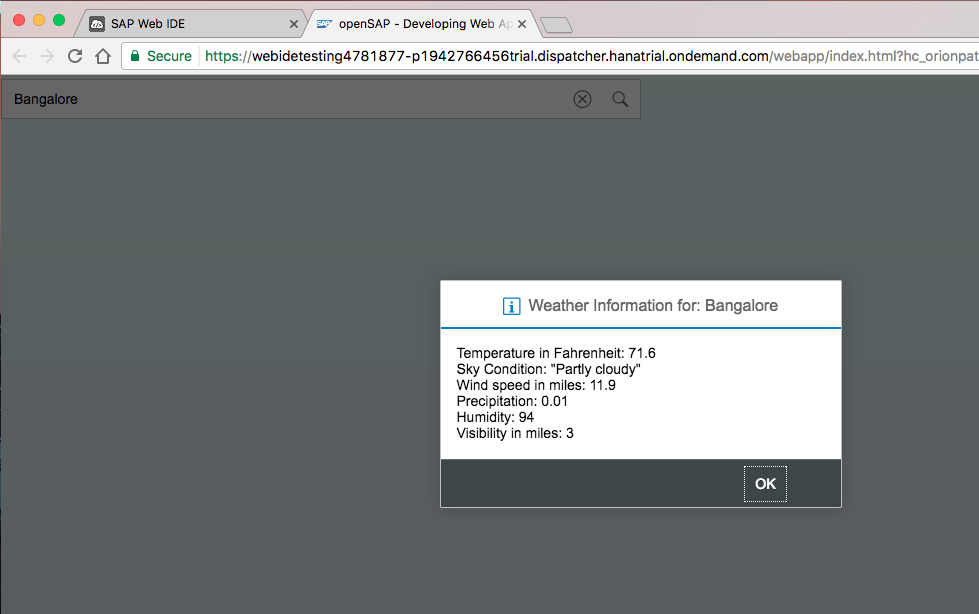 SAP Web IDE
SAP openSAP - Developing Web Ap
Secure https://webidetesting4781877-p1942766456trial.dispatcher.hanatrial.ondemand.com/webapp/index.html?hc_orionpat
Bangalore
i Weather Information for: Bangalore
Temperature in Fahrenheit: 71.6
Sky Condition: "Partly cloudy"
Wind speed in miles: 11.9
Precipitation: 0.01
Humidity: 94
Visibility in miles: 3
OK